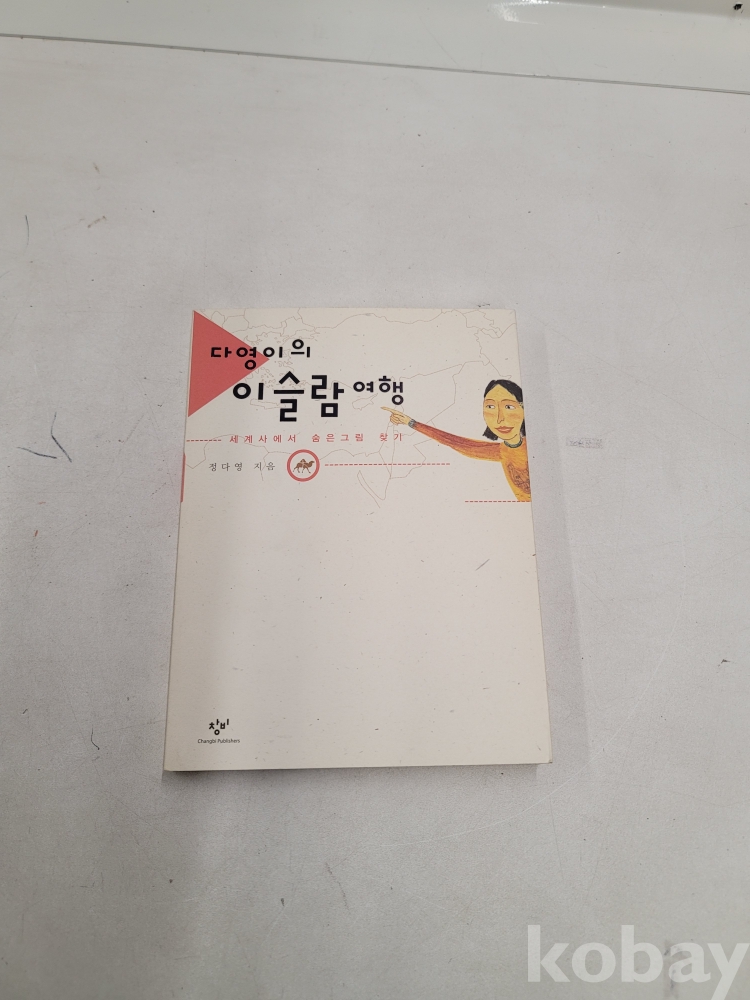 다영이의
이슬람 여행
세계사에서 숨은그림 찾기
정다영 지음
창비
Changbi Publishers
kobay